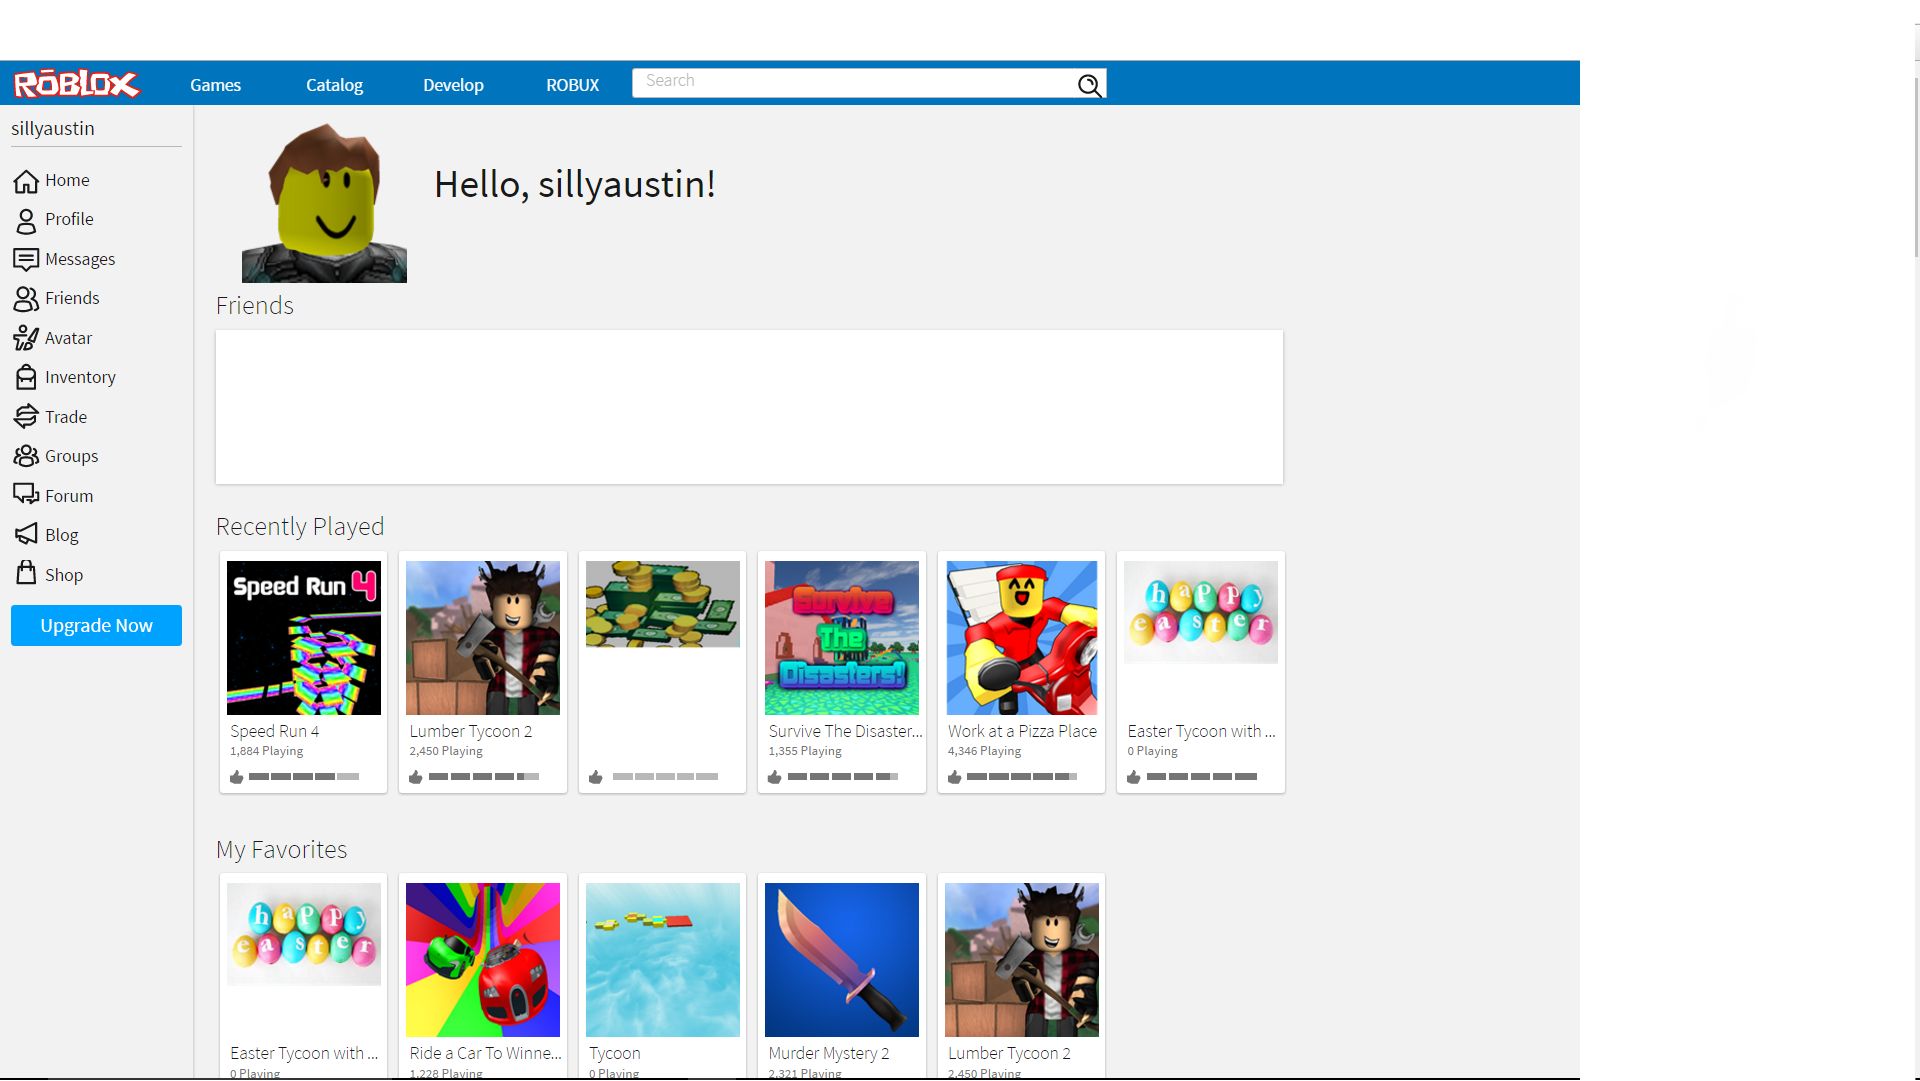 ROBLOX Games Catalog Develop ROBUX Search
sillyaustin
Home
Profile
Messages
Friends
Avatar
Inventory
Trade
Groups
Forum
Blog
Shop
Upgrade Now
Hello, sillyaustin!
Friends
Recently Played
Speed Run 4
Survive
The
Disasters!
happy
easter
Speed Run 4
1,884 Playing
Lumber Tycoon 2
2,450 Playing
Survive The Disaster...
1,355 Playing
Work at a Pizza Place
4,346 Playing
Easter Tycoon with ...
0 Playing
My Favorites
happy
easter
Easter Tycoon with ...
0 Playing
Ride a Car To Winne...
1,228 Playing
Tycoon
0 Playing
Murder Mystery 2
2,321 Playing
Lumber Tycoon 2
2,450 Playing